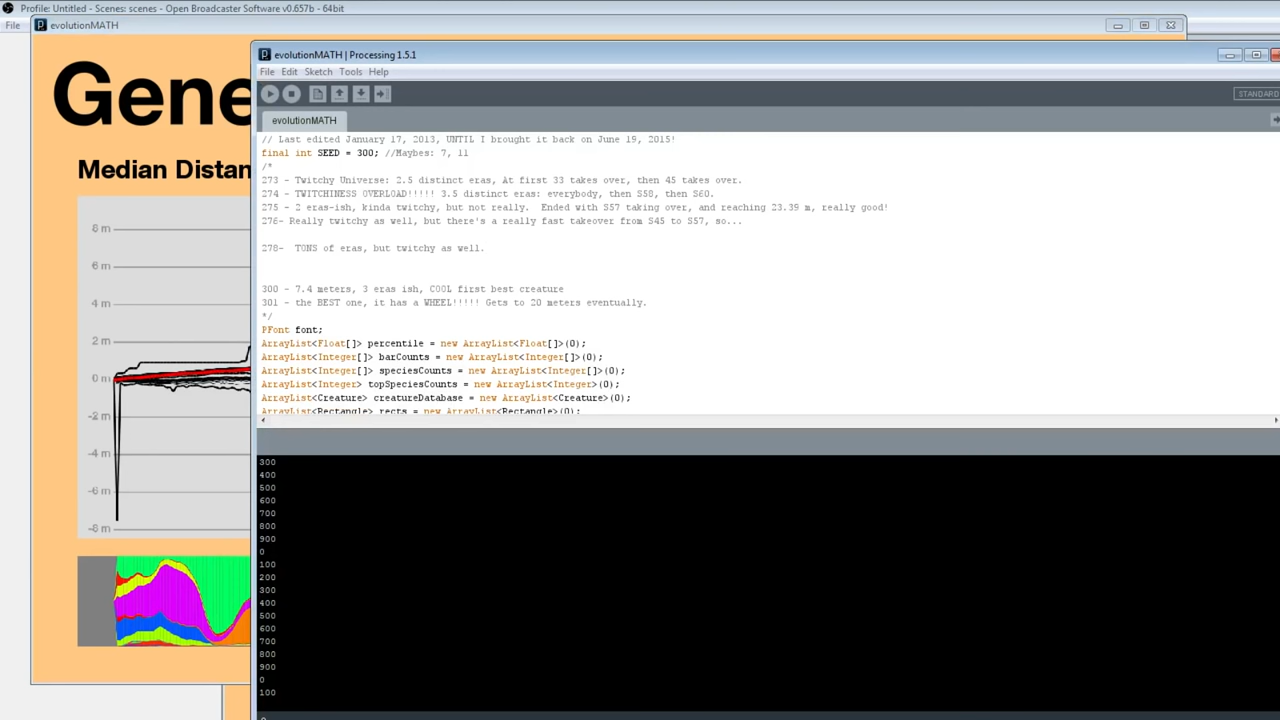 Profile: Untitled - Scenes: scenes - Open Broadcaster Software v0.657b - 64bit
File
evolutionMATH
Gene
Median Distan
8 m
6 m
4 m
2 m
0 m
-2 m
-4 m
-6 m
-8 m
evolutionMATH | Processing 1.5.1
File Edit Sketch Tools Help
STANDARD
evolutionMATH
// Last edited January 17, 2013, UNTIL I brought it back on June 19, 2015!
final int SEED = 300; //Maybes: 7, 11
/*
273 - Twitchy Universe: 2.5 distinct eras, At first 33 takes over, then 45 takes over.
274 - TWITCHINESS OVERLOAD!!!!! 3.5 distinct eras: everybody, then S58, then S60.
275 - 2 eras-ish, kinda twitchy, but not really.  Ended with S57 taking over, and reaching 23.39 m, really good!
276- Really twitchy as well, but there's a really fast takeover from S45 to S57, so...
278-  TONS of eras, but twitchy as well.
300 - 7.4 meters, 3 eras ish, COOL first best creature
301 - the BEST one, it has a WHEEL!!!!! Gets to 20 meters eventually.
*/
PFont font;
ArrayList<Float[]> percentile = new ArrayList<Float[]>(0);
ArrayList<Integer[]> barCounts = new ArrayList<Integer[]>(0);
ArrayList<Integer[]> speciesCounts = new ArrayList<Integer[]>(0);
ArrayList<Integer> topSpeciesCounts = new ArrayList<Integer>(0);
ArrayList<Creature> creatureDatabase = new ArrayList<Creature>(0);
ArrayList<Rectangle> rects = new ArrayList<Rectangle>(0);
300
400
500
600
700
800
900
0
100
200
300
400
500
600
700
800
900
0
100